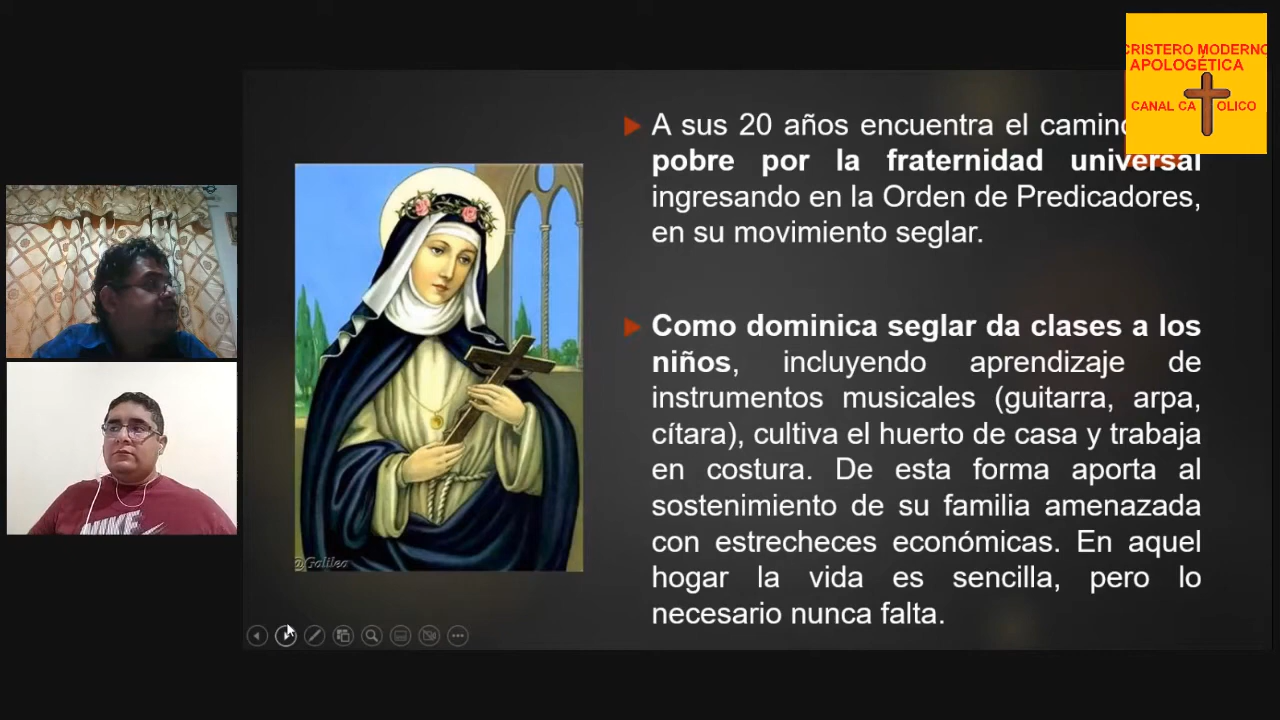 CRISTERO MODERNO
APOLOGÉTICA
CANAL CA OLICO
A sus 20 años encuentra el camino
pobre por la fraternidad universal
ingresando en la Orden de Predicadores,
en su movimiento seglar.
Como dominica seglar da clases a los
niños, incluyendo aprendizaje de
instrumentos musicales (guitarra, arpa,
cítara), cultiva el huerto de casa y trabaja
en costura. De esta forma aporta al
sostenimiento de su familia amenazada
con estrecheces económicas. En aquel
hogar la vida es sencilla, pero lo
necesario nunca falta.
@Galilea
NIKE